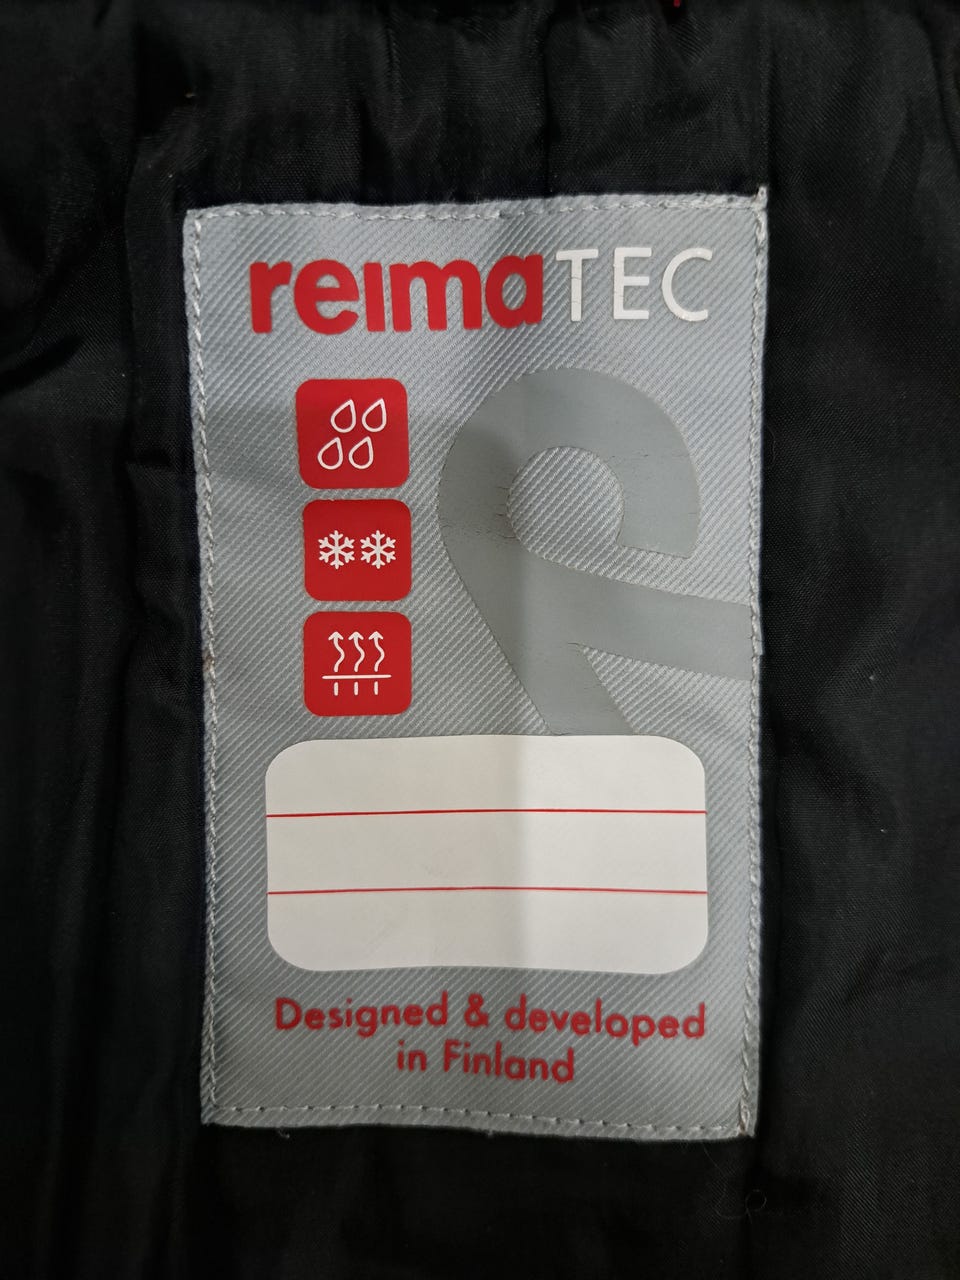 reimaTEC
Designed & developed
in Finland